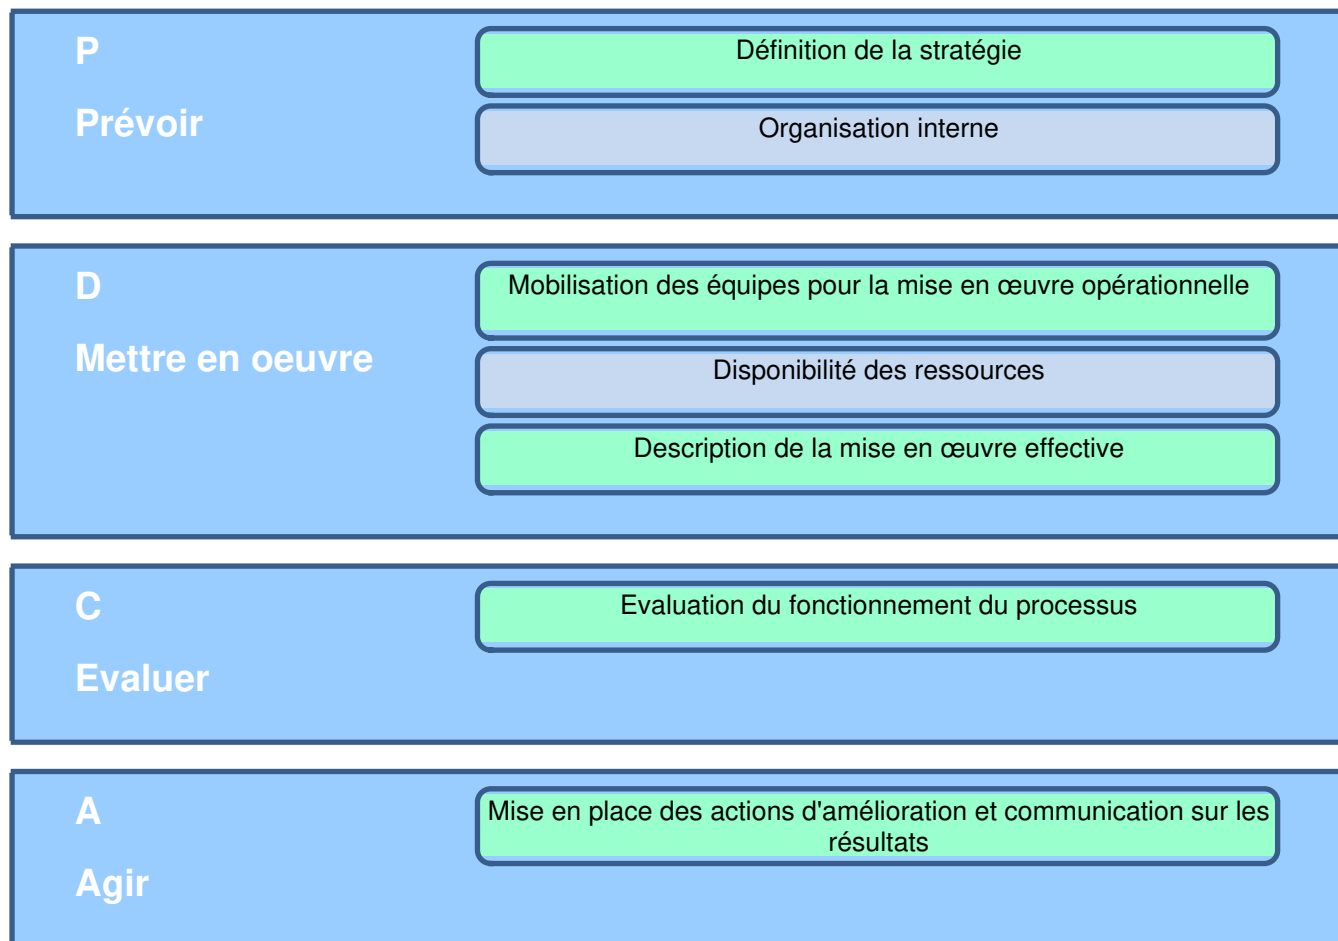 P
Prévoir
Définition de la stratégie
Organisation interne
D
Mettre en oeuvre
Mobilisation des équipes pour la mise en œuvre opérationnelle
Disponibilité des ressources
Description de la mise en œuvre effective
C
Evaluer
Evaluation du fonctionnement du processus
A
Agir
Mise en place des actions d'amélioration et communication sur les
résultats